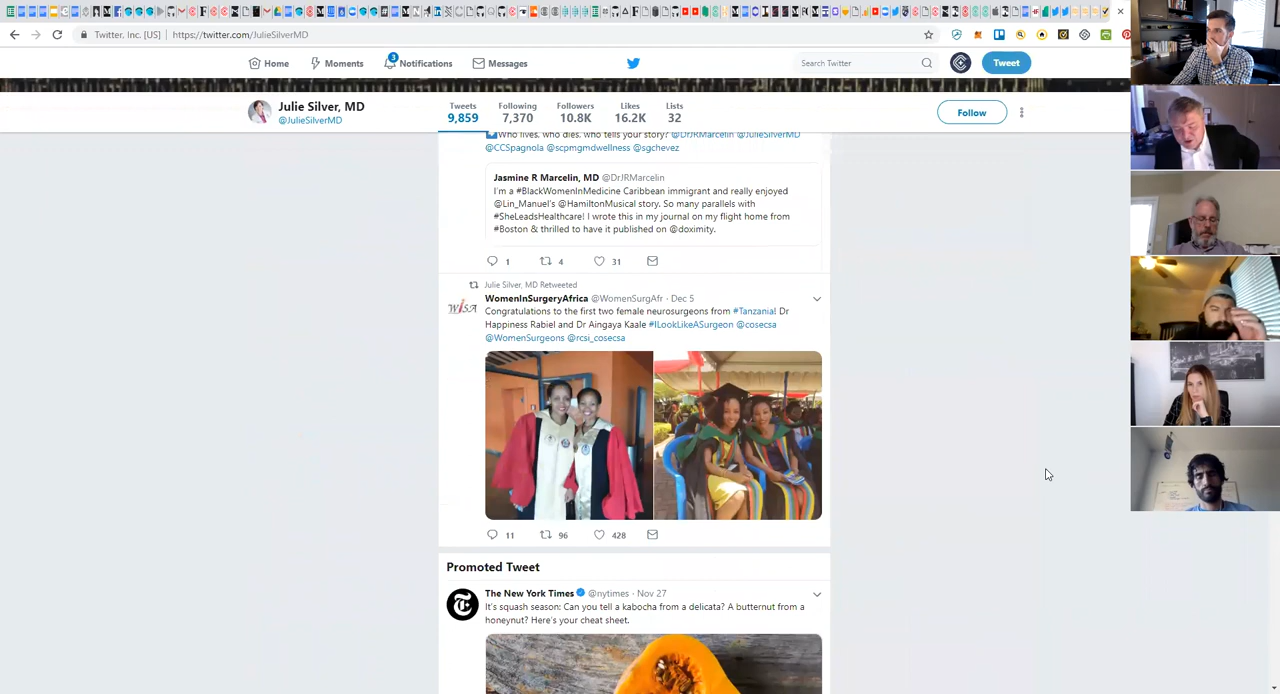 Twitter, Inc. [US]
https://twitter.com/JulieSilverMD
Home
Moments
3
Notifications
Messages
Search Twitter
Tweet
Julie Silver, MD
@JulieSilverMD
Tweets
9,859
Following
7,370
Followers
10.8K
Likes
16.2K
Lists
32
Follow
Who lives, who dies, who tells your story? @DrJRMarcelin @JulieSilverMD
@CCSpagnola @scpmgmdwellness @sgchevez
Jasmine R Marcelin, MD @DrJRMarcelin
I'm a #BlackWomenInMedicine Caribbean immigrant and really enjoyed
@Lin_Manuel's @HamiltonMusical story. So many parallels with
#SheLeadsHealthcare! I wrote this in my journal on my flight home from
#Boston & thrilled to have it published on @doximity.
1
4
31
Julie Silver, MD Retweeted
WISA
WomenInSurgeryAfrica @WomenSurgAfr · Dec 5
Congratulations to the first two female neurosurgeons from #Tanzania! Dr
Happiness Rabiel and Dr Aingaya Kaale #ILookLikeASurgeon @cosecsa
@WomenSurgeons @rcsi_cosecsa
11
96
428
Promoted Tweet
The New York Times @nytimes · Nov 27
It's squash season: Can you tell a kabocha from a delicata? A butternut from a
honeynut? Here's your cheat sheet.